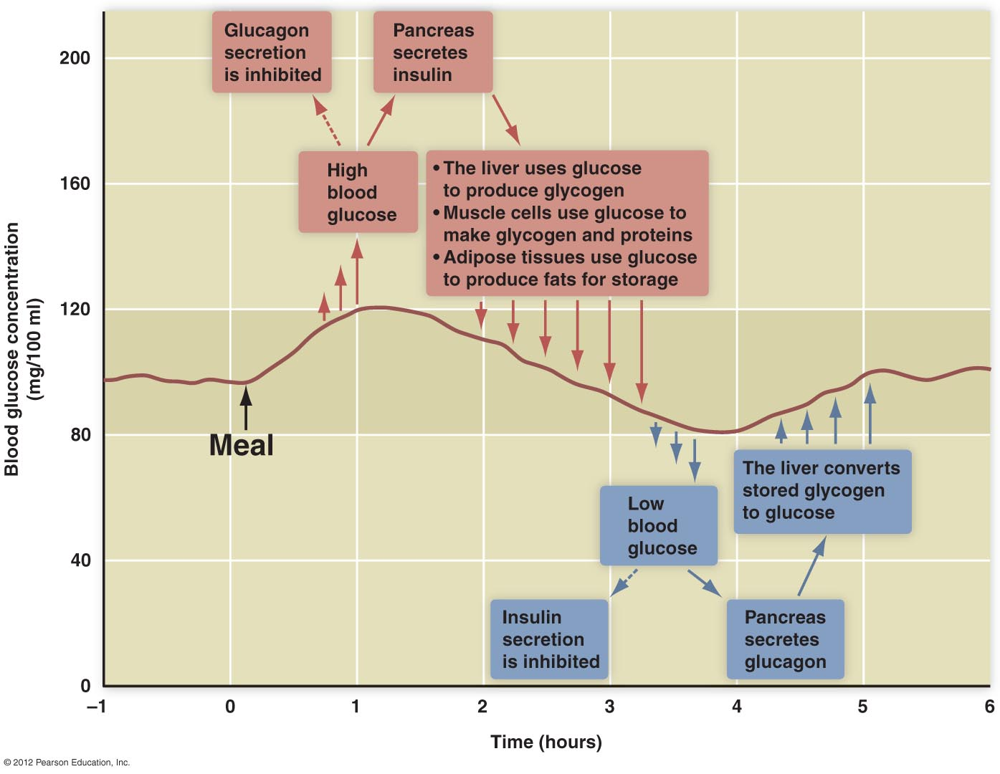 Glucagon
secretion
is inhibited
Pancreas
secretes
insulin
High
blood
glucose
• The liver uses glucose
to produce glycogen
• Muscle cells use glucose to
make glycogen and proteins
• Adipose tissues use glucose
to produce fats for storage
Blood glucose concentration
(mg/100 ml)
200
160
120
80
40
0
Meal
Low
blood
glucose
The liver converts
stored glycogen
to glucose
Insulin
secretion
is inhibited
Pancreas
secretes
glucagon
–1 0 1 2 3 4 5 6
Time (hours)
© 2012 Pearson Education, Inc.